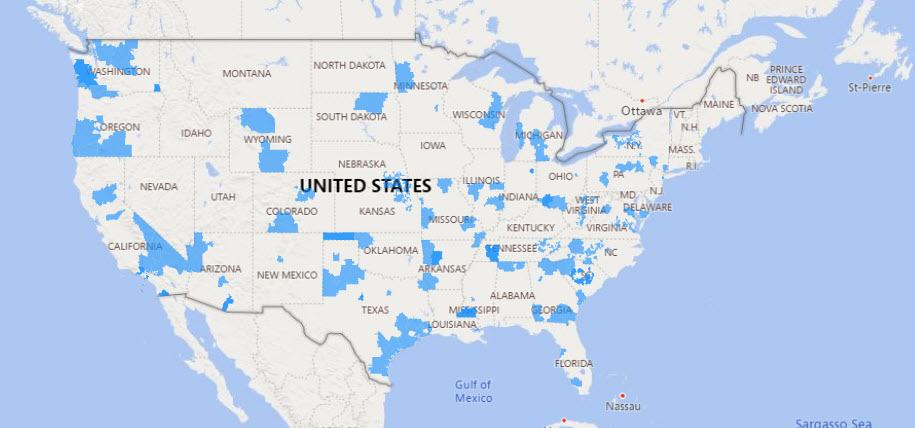 NORTH DAKOTA
WASHINGTON
MONTANA
MINNESOTA
NB
PRINCE
EDWARD
ISLAND
St-Pierre
Ottawa
MAINE
NOVA SCOTIA
SOUTH DAKOTA
WISCONSIN
VT.
N.H.
OREGON
IDAHO
WYOMING
MICHIGAN
IOWA
N.Y.
MASS.
R.I.
NEBRASKA
NEVADA
UTAH
UNITED STATES
ILLINOIS
INDIANA
OHIO
PA
N.J.
MD.
DELAWARE
COLORADO
KANSAS
MISSOURI
WEST
VIRGINIA
KENTUCKY
VIRGINIA
CALIFORNIA
ARIZONA
NEW MEXICO
OKLAHOMA
ARKANSAS
TENNESSEE
NC
TEXAS
MISSISSIPPI
ALABAMA
GEORGIA
LOUISIANA
FLORIDA
Gulf of
Mexico
Nassau
Sargasso Sea